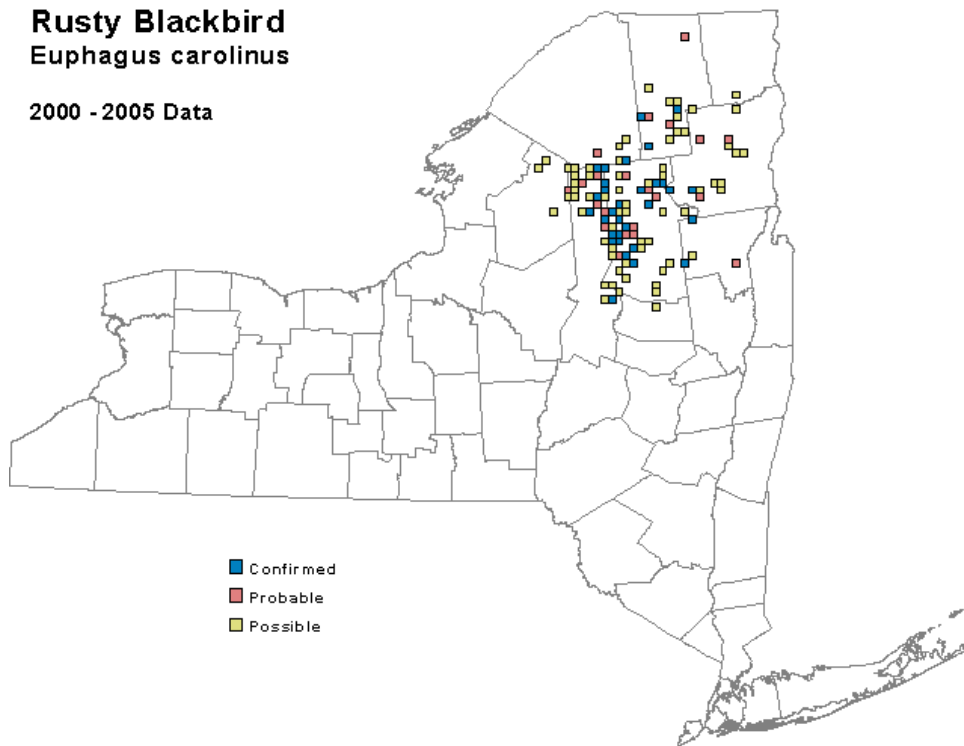 Rusty Blackbird
Euphagus carolinus
2000 - 2005 Data
Confirmed
Probable
Possible